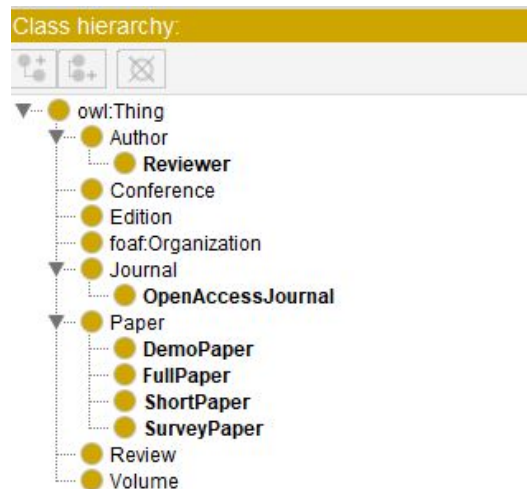 Class hierarchy:
owl:Thing
Author
Reviewer
Conference
Edition
foaf:Organization
Journal
OpenAccessJournal
Paper
DemoPaper
FullPaper
ShortPaper
SurveyPaper
Review
Volume